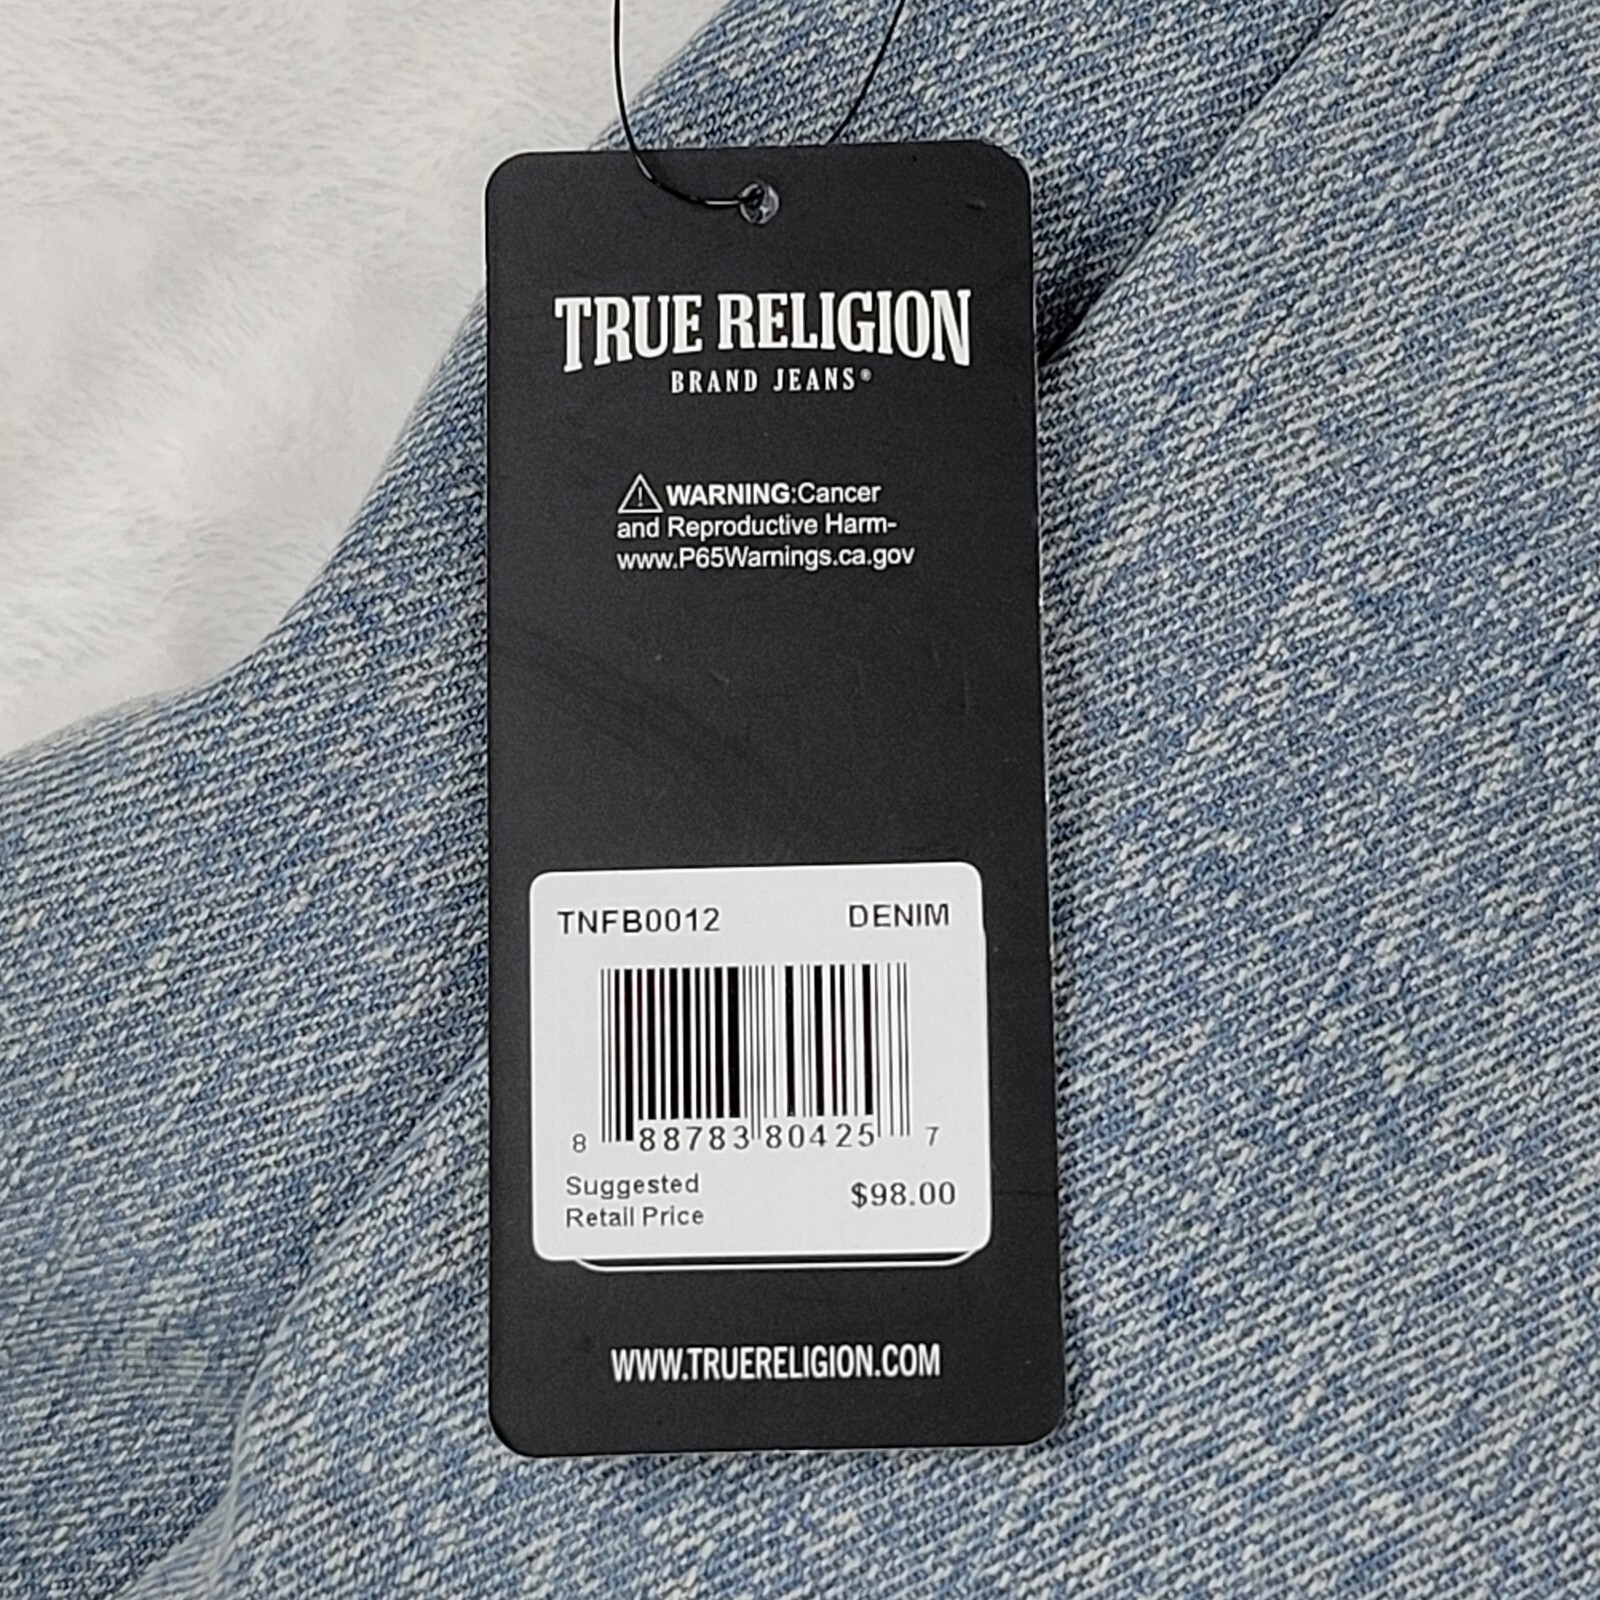 TRUE RELIGION
BRAND JEANS®
WARNING:Cancer
and Reproductive Harm-
www.P65Warnings.ca.gov
TNFB0012 DENIM
8 88783 80425 7
Suggested
Retail Price $98.00
WWW.TRUERELIGION.COM